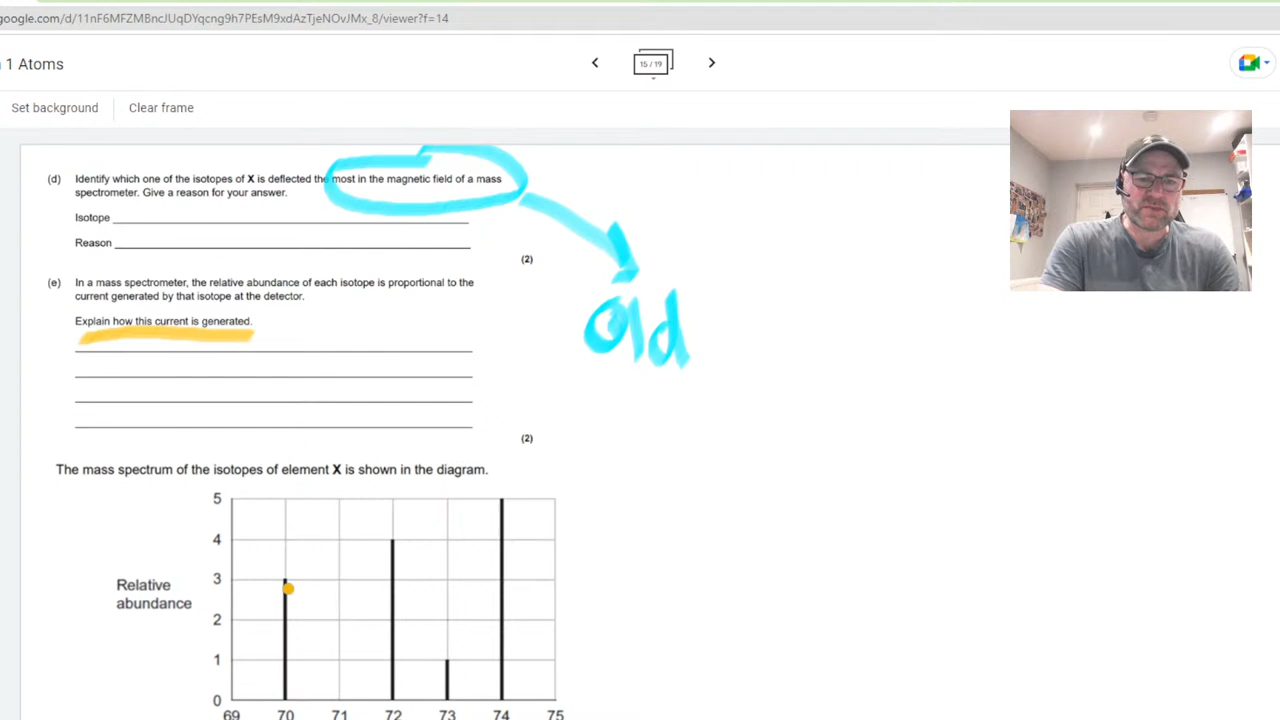 google.com/d/11nF6MFZMBncJUqDYqcng9h7PEsM9xdAzTjeNOvJMx_8/viewer?f=14
1 Atoms
15 / 19
Set background
Clear frame
(d) Identify which one of the isotopes of X is deflected the most in the magnetic field of a mass
spectrometer. Give a reason for your answer.
Isotope
Reason
(2)
old
(e) In a mass spectrometer, the relative abundance of each isotope is proportional to the
current generated by that isotope at the detector.
Explain how this current is generated.
(2)
The mass spectrum of the isotopes of element X is shown in the diagram.
5
4
3
2
1
0
Relative
abundance
69 70 71 72 73 74 75